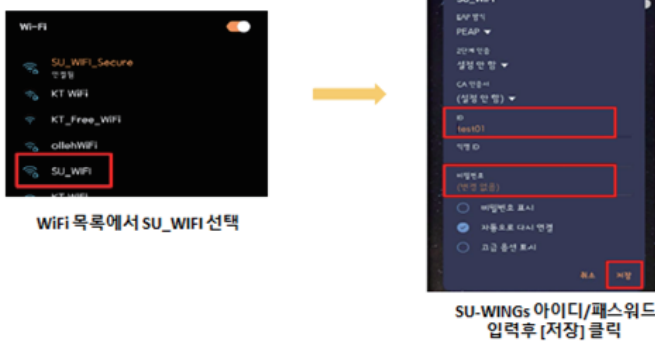 Wi-Fi
SU_WIFI_Secure
연결됨
KT WiFi
KT_Free_WiFi
ollehWiFi
SU_WIFI
KT WiFi
WiFi 목록에서 SU_WIFI 선택
SU_WIFI
EAP 방식
PEAP
2단계 인증
설정 안 함
CA 인증서
(설정 안 함)
ID
test01
익명 ID
비밀번호
(변경 없음)
비밀번호 표시
자동으로 다시 연결
고급 옵션 표시
취소 저장
SU-WINGs 아이디/패스워드
입력후 [저장] 클릭